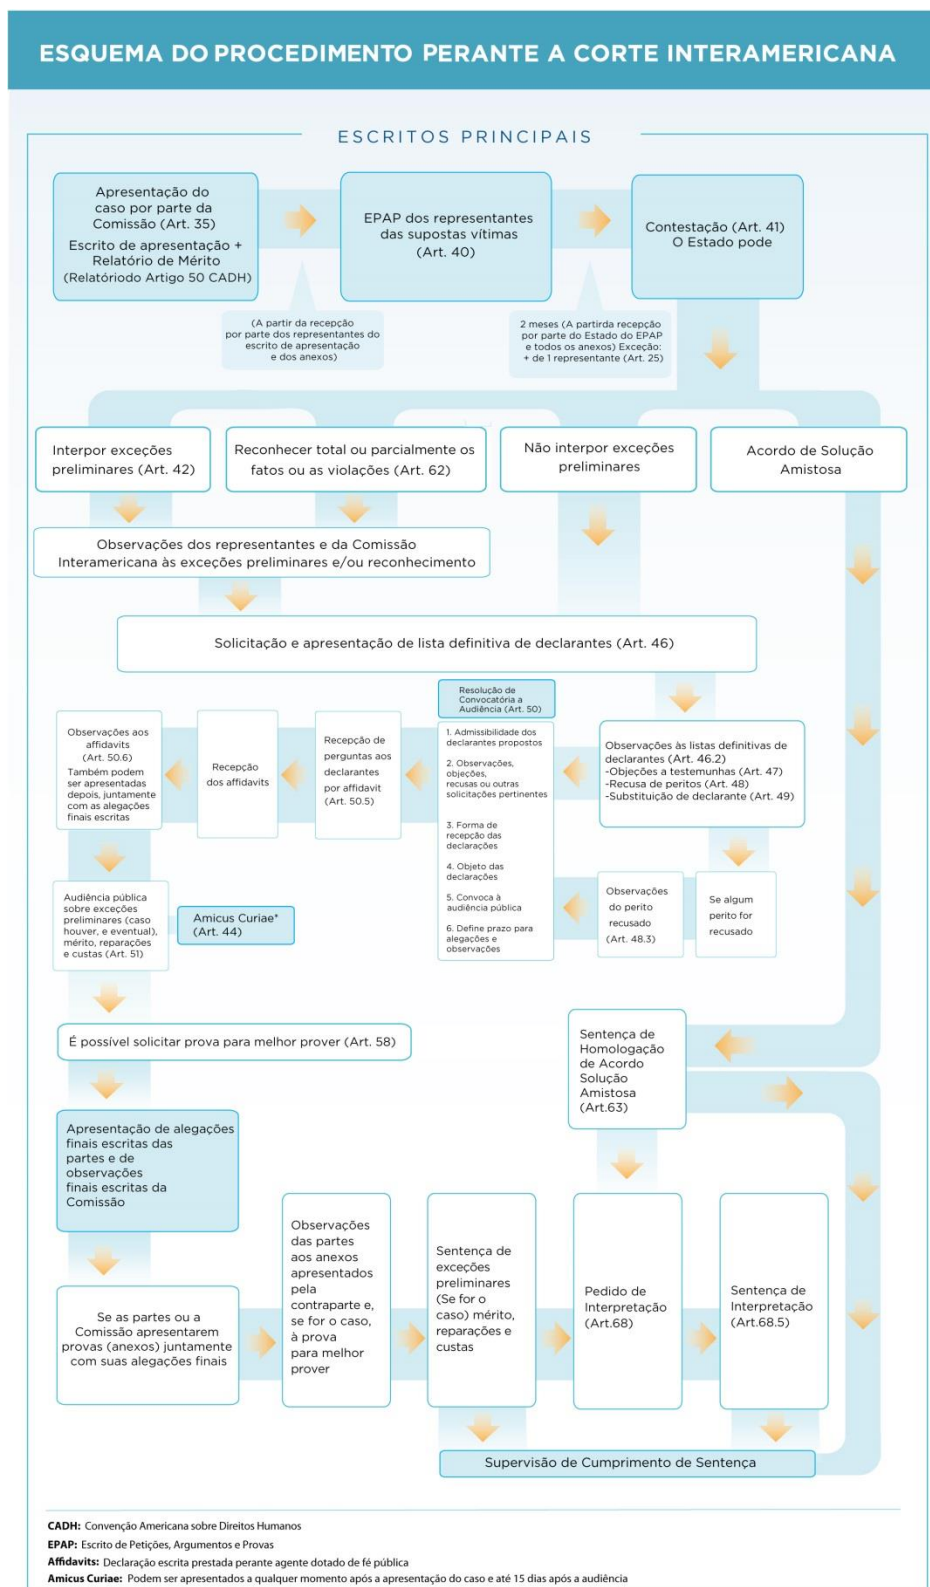 ESQUEMA DO PROCEDIMENTO PERANTE A CORTE INTERAMERICANA
ESCRITOS PRINCIPAIS
Apresentação do
caso por parte da
Comissão (Art. 35)
Escrito de apresentação +
Relatório de Mérito
(Relatóriodo Artigo 50 CADH)
EPAP dos representantes
das supostas vítimas
(Art. 40)
Contestação (Art. 41)
O Estado pode
(A partir da recepção
por parte dos representantes do
escrito de apresentação
e dos anexos)
2 meses (A partirda recepção
por parte do Estado do EPAP
e todos os anexos) Exceção:
+ de 1 representante (Art. 25)
Interpor exceções
preliminares (Art. 42)
Reconhecer total ou parcialmente os
fatos ou as violações (Art. 62)
Não interpor exceções
preliminares
Acordo de Solução
Amistosa
Observações dos representantes e da Comissão
Interamericana às exceções preliminares e/ou reconhecimento
Solicitação e apresentação de lista definitiva de declarantes (Art. 46)
Observações às listas definitivas de
declarantes (Art. 46.2)
-Objeções a testemunhas (Art. 47)
-Recusa de peritos (Art. 48)
-Substituição de declarante (Art. 49)
Se algum
perito for
recusado
Observações
do perito
recusado
(Art. 48.3)
Resolução de
Convocatória a
Audiência (Art. 50)
1. Admissibilidade dos
declarantes propostos
2. Observações,
objeções,
recusas ou outras
solicitações pertinentes
3. Forma de
recepção das
declarações
4. Objeto das
declarações
5. Convoca à
audiência pública
6. Define prazo para
alegações e
observações
Recepção de
perguntas aos
declarantes
por affidavit
(Art. 50.5)
Recepção
dos affidavits
Observações aos
affidavits
(Art. 50.6)
Também podem
ser apresentadas
depois, juntamente
com as alegações
finais escritas
Audiência pública
sobre exceções
preliminares (caso
houver, e eventual),
mérito, reparações
e custas (Art. 51)
Amicus Curiae*
(Art. 44)
É possível solicitar prova para melhor prover (Art. 58)
Sentença de
Homologação
de Acordo
Solução
Amistosa
(Art.63)
Apresentação de alegações
finais escritas das
partes e de
observações
finais escritas da
Comissão
Se as partes ou a
Comissão apresentarem
provas (anexos) juntamente
com suas alegações finais
Observações
das partes
aos anexos
apresentados
pela
contraparte e,
se for o caso,
à prova
para melhor
prover
Sentença de
exceções
preliminares
(Se for o
caso) mérito,
reparações e
custas
Pedido de
Interpretação
(Art.68)
Sentença de
Interpretação
(Art.68.5)
Supervisão de Cumprimento de Sentença
CADH: Convenção Americana sobre Direitos Humanos
EPAP: Escrito de Petições, Argumentos e Provas
Affidavits: Declaração escrita prestada perante agente dotado de fé pública
Amicus Curiae: Podem ser apresentados a qualquer momento após a apresentação do caso e até 15 dias após a audiência